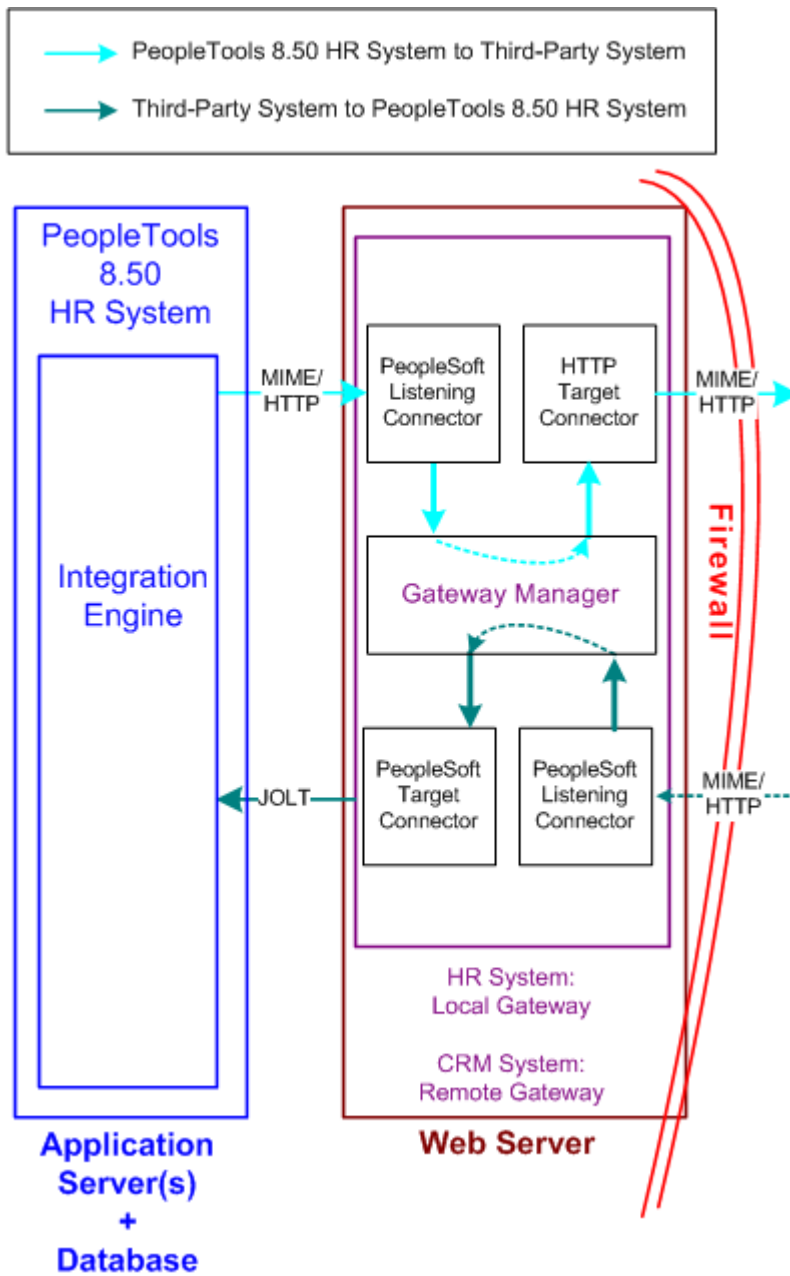 PeopleTools 8.50 HR System to Third-Party System
Third-Party System to PeopleTools 8.50 HR System
PeopleTools
8.50
HR System
Integration
Engine
MIME/
HTTP
PeopleSoft
Listening
Connector
HTTP
Target
Connector
MIME/
HTTP
Firewall
Gateway Manager
JOLT
PeopleSoft
Target
Connector
PeopleSoft
Listening
Connector
MIME/
HTTP
HR System:
Local Gateway
CRM System:
Remote Gateway
Application
Server(s)
+
Database
Web Server